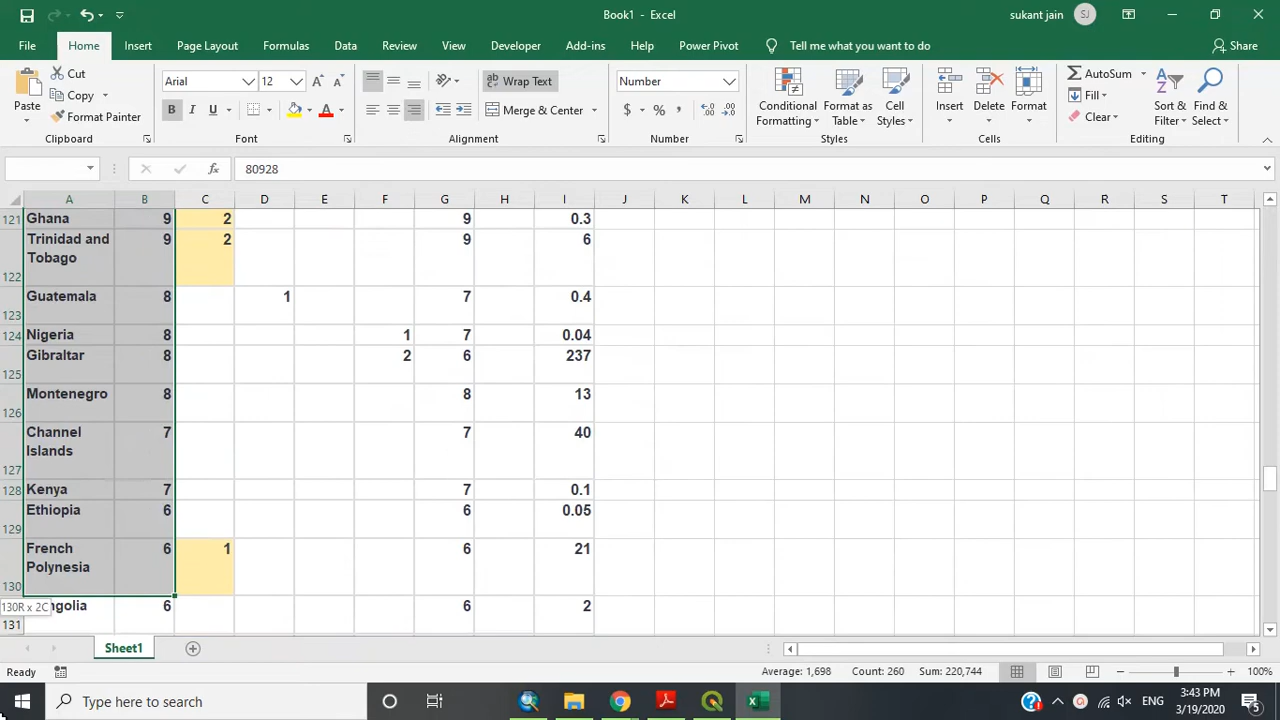 Book1 - Excel
sukant jain
SJ
File Home Insert Page Layout Formulas Data Review View Developer Add-ins Help Power Pivot Tell me what you want to do Share
Paste
Cut
Copy
Format Painter
Clipboard
Arial 12
B I U
Font
Wrap Text
Merge & Center
Alignment
Number
$ % ,
Number
Conditional Formatting
Format as Table
Cell Styles
Styles
Insert Delete Format
Cells
AutoSum
Fill
Clear
Sort & Filter
Find & Select
Editing
fx 80928
A B C D E F G H I J K L M N O P Q R S T
121 Ghana 9 2 9 0.3
122 Trinidad and Tobago 9 2 9 6
123 Guatemala 8 1 7 0.4
124 Nigeria 8 1 7 0.04
125 Gibraltar 8 2 6 237
126 Montenegro 8 8 13
127 Channel Islands 7 7 40
128 Kenya 7 7 0.1
129 Ethiopia 6 6 0.05
130 French Polynesia 6 1 6 21
130R x 2C
131 ngolia 6 6 2
Sheet1
Ready Average: 1,698 Count: 260 Sum: 220,744 100%
Type here to search
ENG
3:43 PM
3/19/2020
5